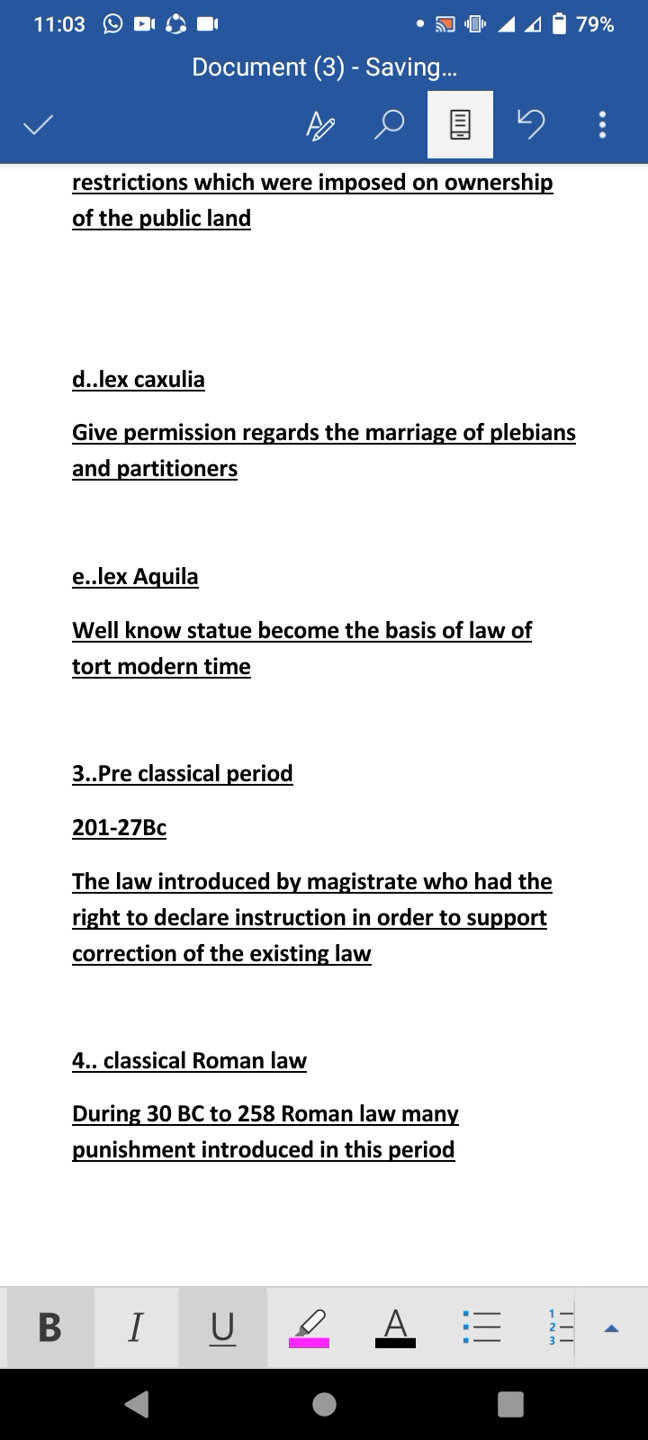 11:03
79%
Document (3) - Saving...
restrictions which were imposed on ownership
of the public land
d..lex caxulia
Give permission regards the marriage of plebians
and partitioners
e..lex Aquila
Well know statue become the basis of law of
tort modern time
3..Pre classical period
201-27Bc
The law introduced by magistrate who had the
right to declare instruction in order to support
correction of the existing law
4.. classical Roman law
During 30 BC to 258 Roman law many
punishment introduced in this period
B I U A